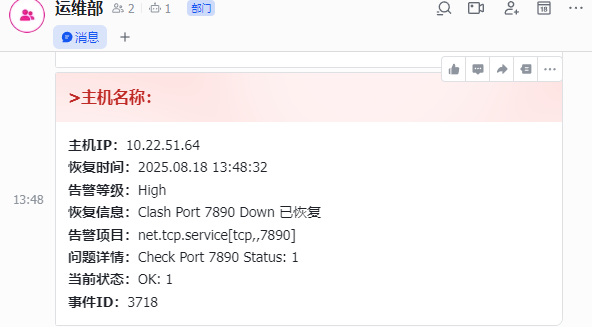 运维部 2 1 部门
18
消息 +
>主机名称:
主机IP： 10.22.51.64
恢复时间： 2025.08.18 13:48:32
告警等级： High
13:48
恢复信息： Clash Port 7890 Down 已恢复
告警项目： net.tcp.service[tcp,,7890]
问题详情： Check Port 7890 Status: 1
当前状态： OK: 1
事件ID： 3718